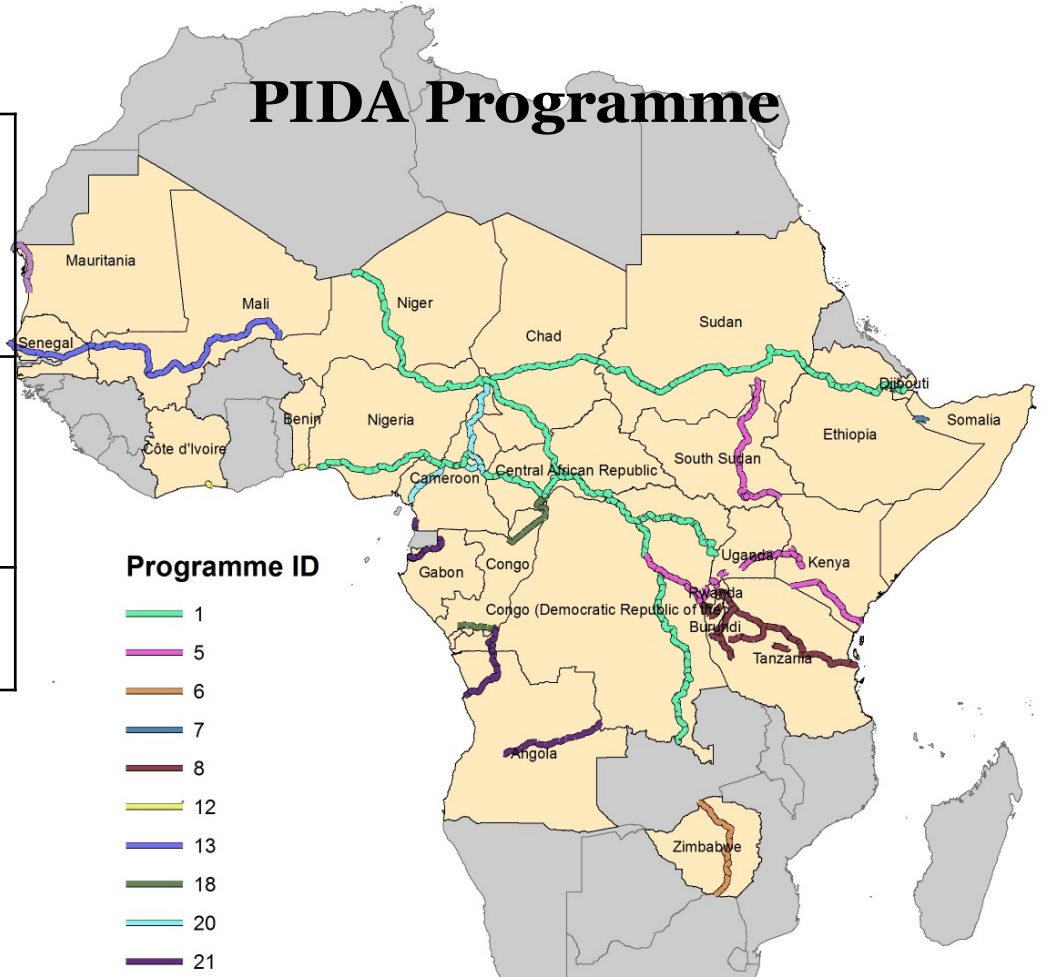 PIDA Programme
Mauritania
Mali
Niger
Chad
Sudan
Senegal
Djibouti
Benin
Nigeria
Somalia
Ethiopia
Côte d'Ivoire
South Sudan
Central African Republic
Cameroon
Uganda
Kenya
Gabon
Congo
Rwanda
Congo (Democratic Republic of the)
Burundi
Tanzania
Angola
Zimbabwe
Programme ID
1
5
6
7
8
12
13
18
20
21